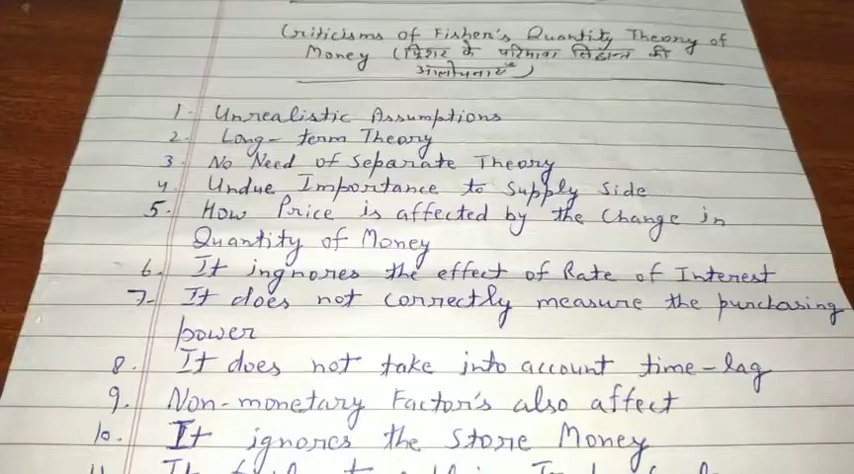 Criticisms of Fisher's Quantity Theory of
Money (फिशर के परिमाण सिद्धान्त की
आलोचनाएँ)
1. Unrealistic Assumptions
2. Long-term Theory
3. No Need of Separate Theory
4. Undue Importance to Supply Side
5. How Price is affected by the Change in
Quantity of Money
6. It ingnores the effect of Rate of Interest
7. It does not correctly measure the purchasing
power
8. It does not take into account time-lag
9. Non-monetary Factor's also affect
10. It ignores the Store Money